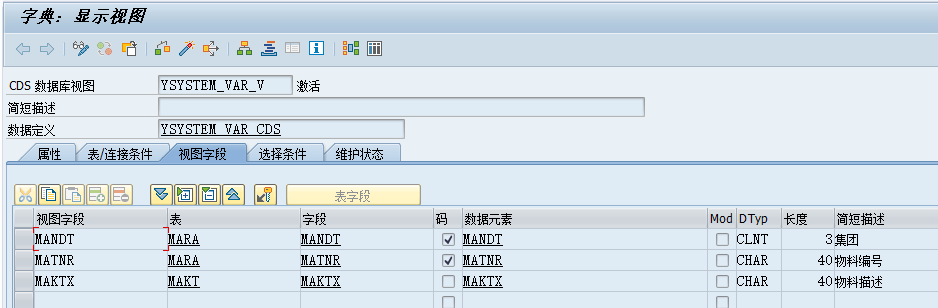 字典: 显示视图
CDS 数据库视图 YSYSTEM_VAR_V 激活
简短描述
数据定义 YSYSTEM_VAR_CDS
属性 表/连接条件 视图字段 选择条件 维护状态
表字段
视图字段 表 字段 码 数据元素 Mod DTyp 长度 简短描述
MANDT MARA MANDT MANDT CLNT 3 集团
MATNR MARA MATNR MATNR CHAR 40 物料编号
MAKTX MAKT MAKTX MAKTX CHAR 40 物料描述